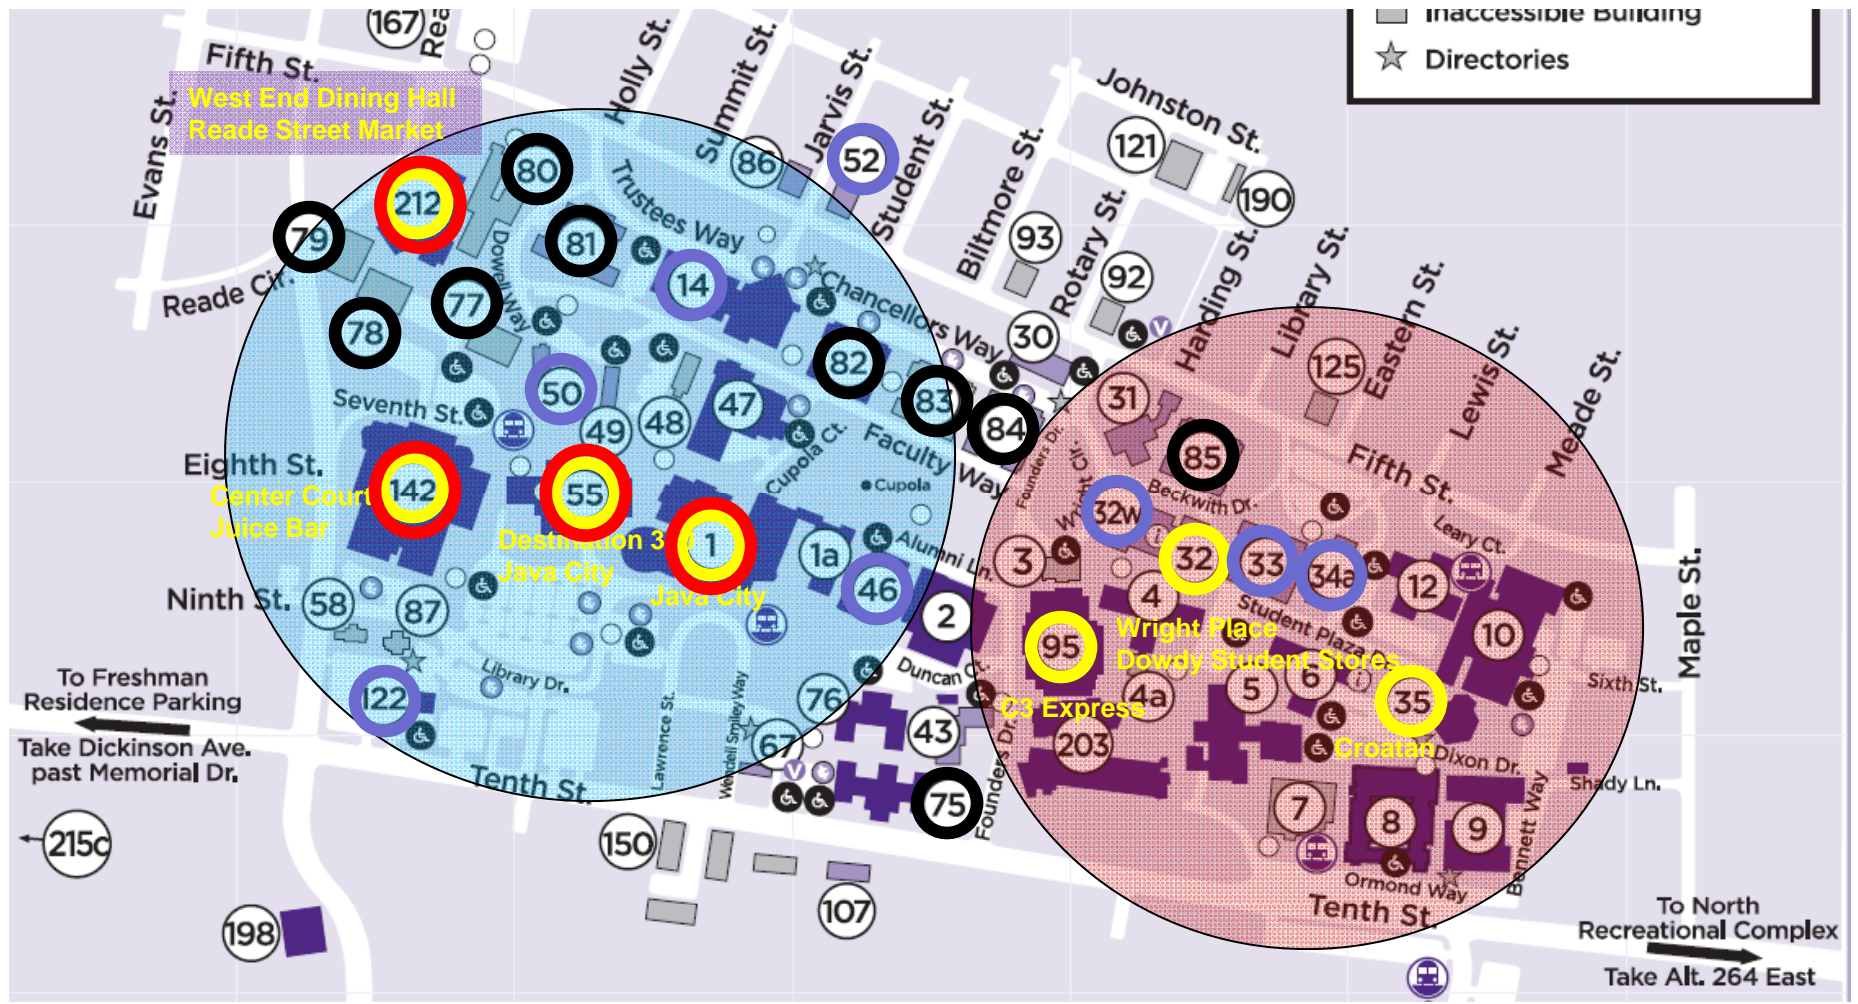 Inaccessible Building
Directories
167
Fifth St.
Evans St.
West End Dining Hall
Reade Street Market
Holly St.
Summit St.
Jarvis St.
Student St.
Biltmore St.
Johnston St.
Rotary St.
Harding St.
Library St.
Eastern St.
Lewis St.
Meade St.
86
52
121
190
80
212
79
81
Trustees Way
93
92
Reade Cir.
Dowell Way
14
Chancellors Way
77
78
30
82
125
50
83
31
Seventh St.
49
48
47
84
85
Cupola Ct.
Faculty Way
Founders Dr.
Wright Cir.
Fifth St.
Eighth St.
142
Center Court
Juice Bar
55
Cupola
Beckwith Dr.
32w
Leary Ct.
Destination 360
Java City
1
Java City
1a
Alumni Ln.
3
32
33
34a
12
Ninth St.
58
87
46
2
4
Student Plaza Dr.
10
Maple St.
95
Wright Place
Dowdy Student Stores
Duncan Ct.
Library Dr.
122
76
4a
5
6
35
Sixth St.
To Freshman
Residence Parking
Take Dickinson Ave.
past Memorial Dr.
C3 Express
Lawrence St.
Wendell Smiley Way
67
43
203
Croatan
Dixon Dr.
Tenth St.
Founders Dr.
75
7
8
9
Shady Ln.
Bennett Way
215c
150
Ormond Way
Tenth St.
107
198
To North
Recreational Complex
Take Alt. 264 East